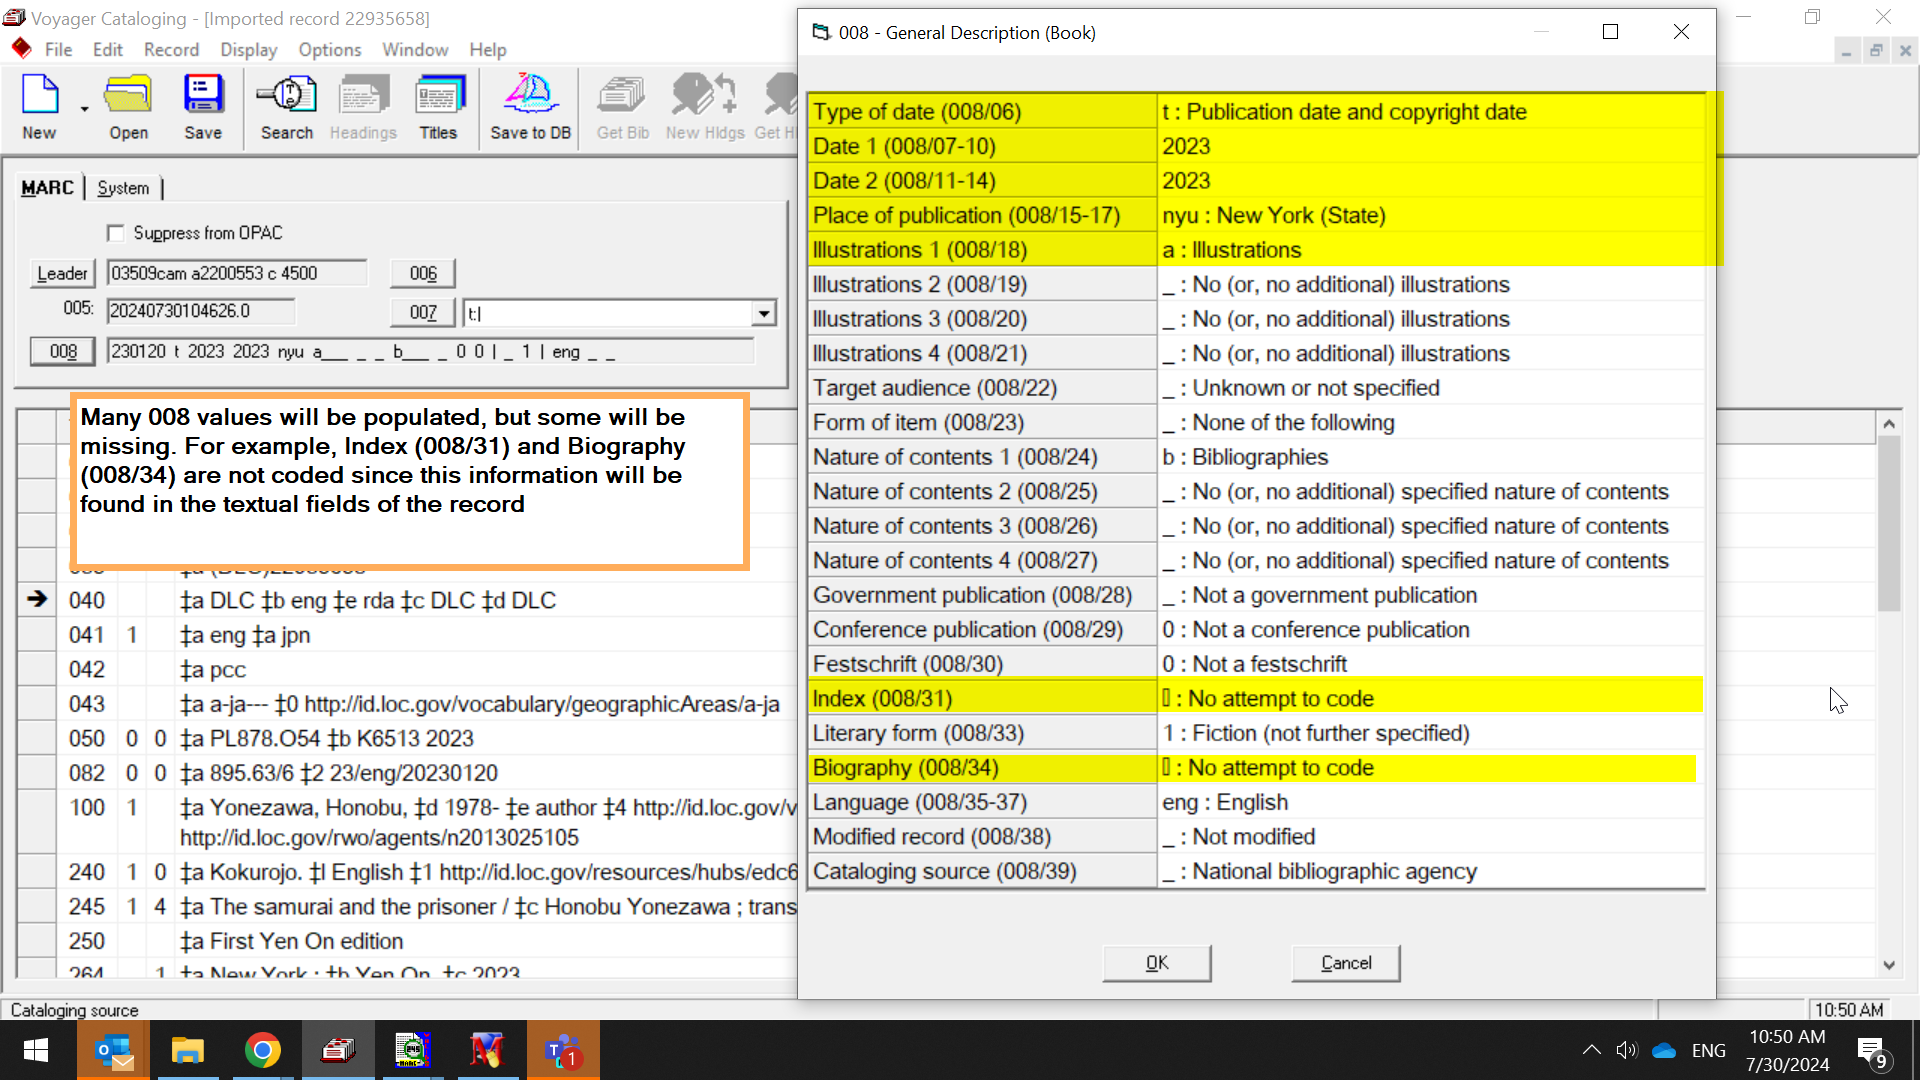 Voyager Cataloging - [Imported record 22935658]
File Edit Record Display Options Window Help
New Open Save Search Headings Titles Save to DB Get Bib New Hldgs Get H
MARC System
Suppress from OPAC
Leader 03509cam a2200553 c 4500 006
005: 20240730104626.0 007 t:
008 230120 t 2023 2023 nyu a___ _ _ b___ _ 0 0 | _ 1 | eng _ _
Many 008 values will be populated, but some will be
missing. For example, Index (008/31) and Biography
(008/34) are not coded since this information will be
found in the textual fields of the record
040 ‡a DLC ‡b eng ‡e rda ‡c DLC ‡d DLC
041 1 ‡a eng ‡a jpn
042 ‡a pcc
043 ‡a a-ja--- ‡0 http://id.loc.gov/vocabulary/geographicAreas/a-ja
050 0 0 ‡a PL878.O54 ‡b K6513 2023
082 0 0 ‡a 895.63/6 ‡2 23/eng/20230120
100 1 ‡a Yonezawa, Honobu, ‡d 1978- ‡e author ‡4 http://id.loc.gov/v
http://id.loc.gov/rwo/agents/n2013025105
240 1 0 ‡a Kokurojo. ‡l English ‡1 http://id.loc.gov/resources/hubs/edc6
245 1 4 ‡a The samurai and the prisoner / ‡c Honobu Yonezawa ; trans
250 ‡a First Yen On edition
264 1 ‡a New York : ‡b Yen On, ‡c 2023
Cataloging source
008 - General Description (Book)
Type of date (008/06) t : Publication date and copyright date
Date 1 (008/07-10) 2023
Date 2 (008/11-14) 2023
Place of publication (008/15-17) nyu : New York (State)
Illustrations 1 (008/18) a : Illustrations
Illustrations 2 (008/19) _ : No (or, no additional) illustrations
Illustrations 3 (008/20) _ : No (or, no additional) illustrations
Illustrations 4 (008/21) _ : No (or, no additional) illustrations
Target audience (008/22) _ : Unknown or not specified
Form of item (008/23) _ : None of the following
Nature of contents 1 (008/24) b : Bibliographies
Nature of contents 2 (008/25) _ : No (or, no additional) specified nature of contents
Nature of contents 3 (008/26) _ : No (or, no additional) specified nature of contents
Nature of contents 4 (008/27) _ : No (or, no additional) specified nature of contents
Government publication (008/28) _ : Not a government publication
Conference publication (008/29) 0 : Not a conference publication
Festschrift (008/30) 0 : Not a festschrift
Index (008/31) ▯ : No attempt to code
Literary form (008/33) 1 : Fiction (not further specified)
Biography (008/34) ▯ : No attempt to code
Language (008/35-37) eng : English
Modified record (008/38) _ : Not modified
Cataloging source (008/39) _ : National bibliographic agency
OK Cancel
10:50 AM
ENG
10:50 AM
7/30/2024
9
1